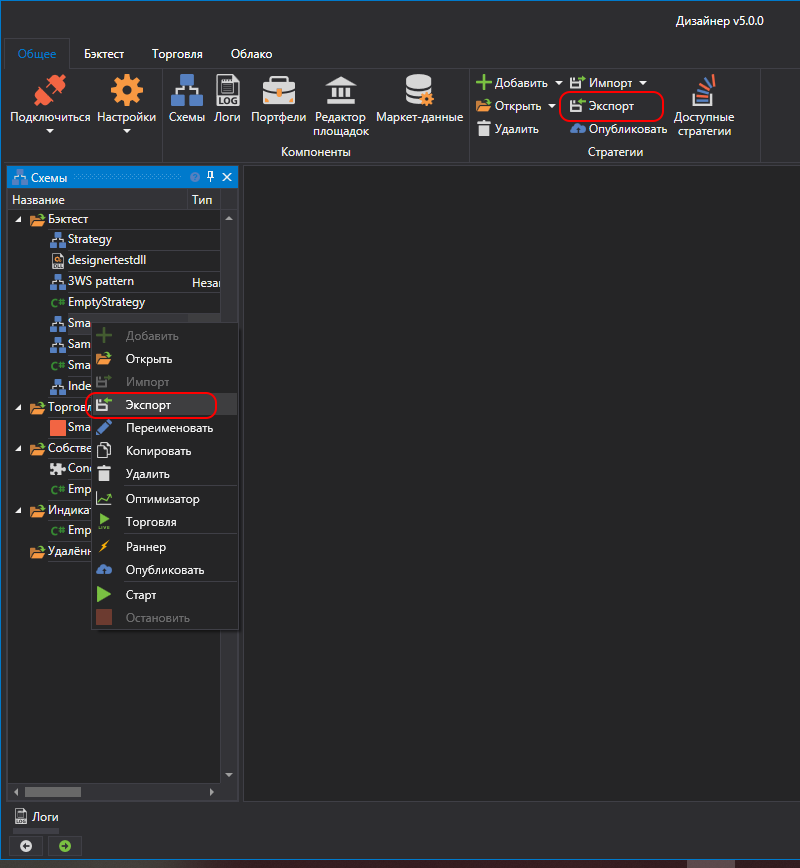 Дизайнер v5.0.0
Общее Бэктест Торговля Облако
Подключиться Настройки Схемы Логи Портфели Редактор площадок Маркет-данные
Добавить Импорт
Открыть Экспорт
Удалить Опубликовать
Доступные стратегии
Компоненты Стратегии
Схемы
Название Тип
Бэктест
Strategy
designertestdll
3WS pattern Неза
EmptyStrategy
Sma
Sam
Sma
Inde
Торговл
Sma
Собстве
Cond
Emp
Индикат
Emp
Удалённ
Добавить
Открыть
Импорт
Экспорт
Переименовать
Копировать
Удалить
Оптимизатор
Торговля
Раннер
Опубликовать
Старт
Остановить
Логи